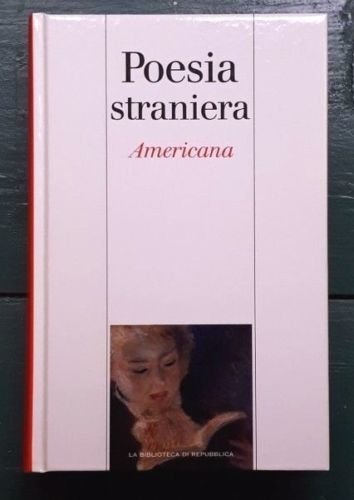 Poesia
straniera
Americana
LA BIBLIOTECA DI REPUBBLICA